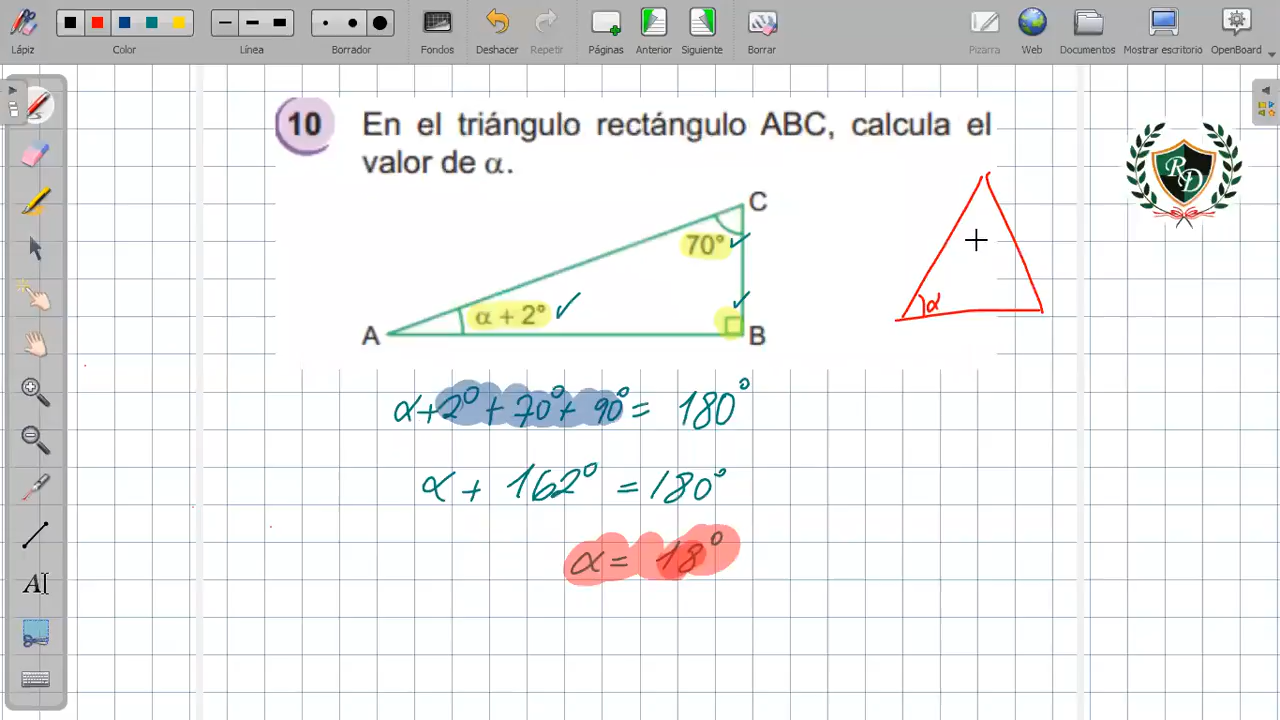 Lápiz
Color
Línea
Borrador
Fondos
Deshacer
Repetir
Páginas
Anterior
Siguiente
Borrar
Pizarra
Web
Documentos
Mostrar escritorio
OpenBoard
10 En el triángulo rectángulo ABC, calcula el
valor de α.
RD
C
70°
α + 2°
A
B
α
α+2°+70°+90°= 180°
α + 162° =180°
α= 18°
A